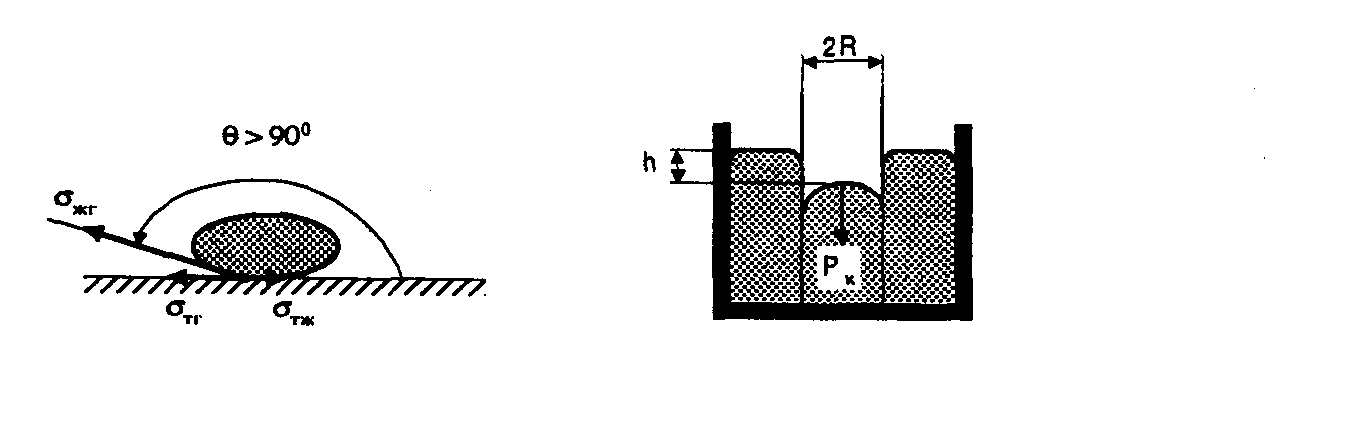 2R
θ > 90⁰
h
σжг
Pк
σтг
σтж